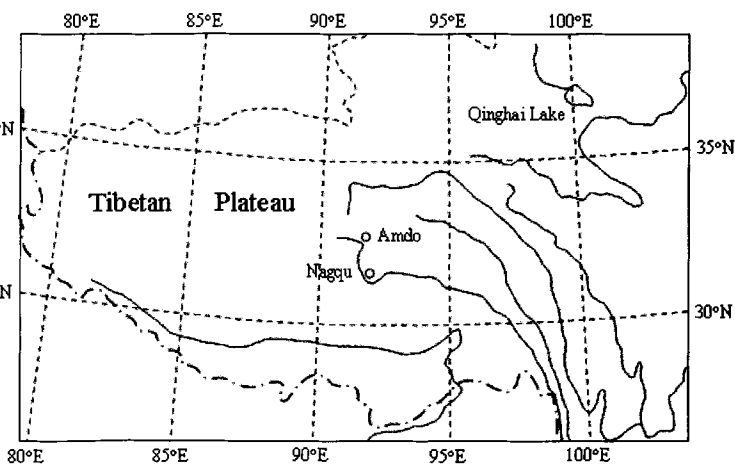 80°E 85°E 90°E 95°E 100°E
Qinghai Lake
°N
35°N
Tibetan Plateau
Amdo
Nagqu
N
30°N
80°E 85°E 90°E 95°E 100°E